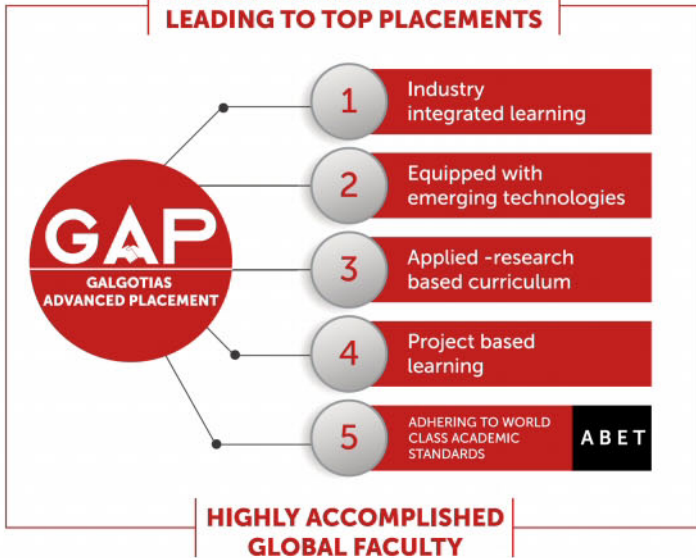 LEADING TO TOP PLACEMENTS
1
Industry
integrated learning
2
Equipped with
emerging technologies
GAP
GALGOTIAS
ADVANCED PLACEMENT
3
Applied -research
based curriculum
4
Project based
learning
5
ADHERING TO WORLD
CLASS ACADEMIC
STANDARDS
ABET
HIGHLY ACCOMPLISHED
GLOBAL FACULTY